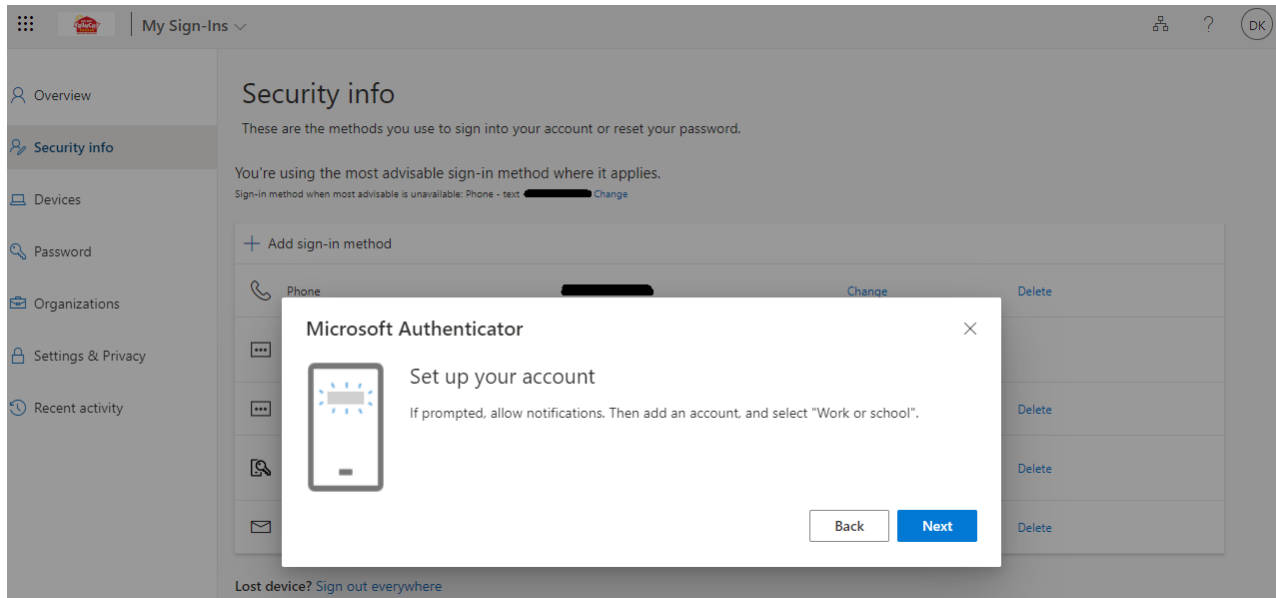 My Sign-Ins
DK
Overview
Security info
Devices
Password
Organizations
Settings & Privacy
Recent activity
Security info
These are the methods you use to sign into your account or reset your password.
You're using the most advisable sign-in method where it applies.
Sign-in method when most advisable is unavailable: Phone - text Change
Add sign-in method
Phone Change Delete
Microsoft Authenticator
Set up your account
If prompted, allow notifications. Then add an account, and select "Work or school".
Back Next
Delete
Delete
Delete
Lost device? Sign out everywhere